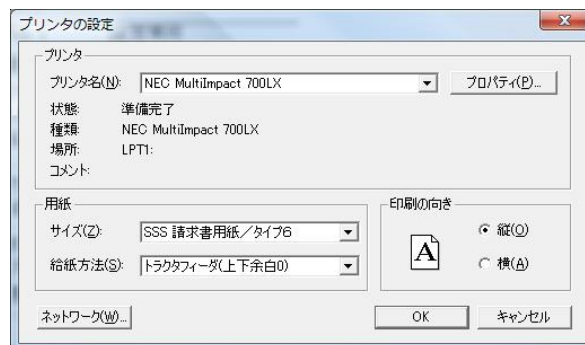 プリンタの設定
プリンタ
プリンタ名(N): NEC MultiImpact 700LX プロパティ(P)...
状態: 準備完了
種類: NEC MultiImpact 700LX
場所: LPT1:
コメント:
用紙
サイズ(Z): SSS 請求書用紙／タイプ6
給紙方法(S): トラクタフィーダ(上下余白0)
印刷の向き
A
縦(O)
横(A)
ネットワーク(W)... OK キャンセル